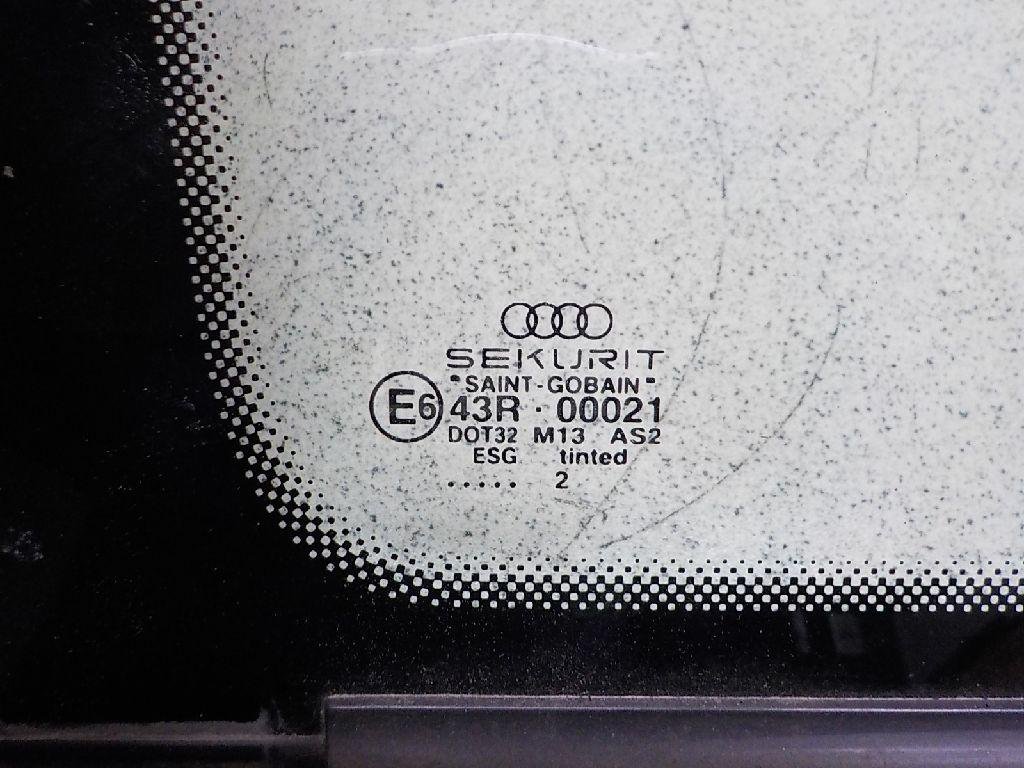 SEKURIT
"SAINT-GOBAIN"
E6 43R · 00021
DOT32 M13 AS2
ESG tinted
..... 2